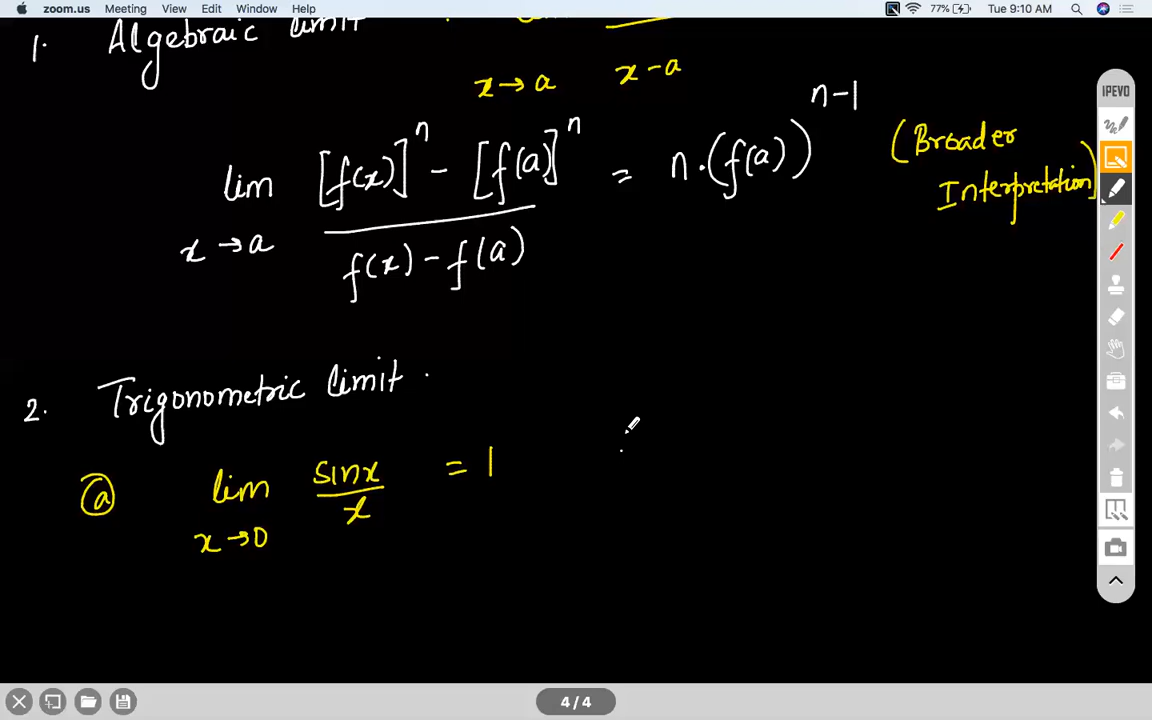 zoom.us Meeting View Edit Window Help 77% Tue 9:10 AM
1. Algebraic limit :
x→a x-a
lim [f(x)]^n - [f(a)]^n / f(x) - f(a) = n·(f(a))^n-1
x→a
(Broader
Interpretation)
IPEVO
2. Trigonometric limit.
(a) lim sinx / x = 1
x→0
4/4